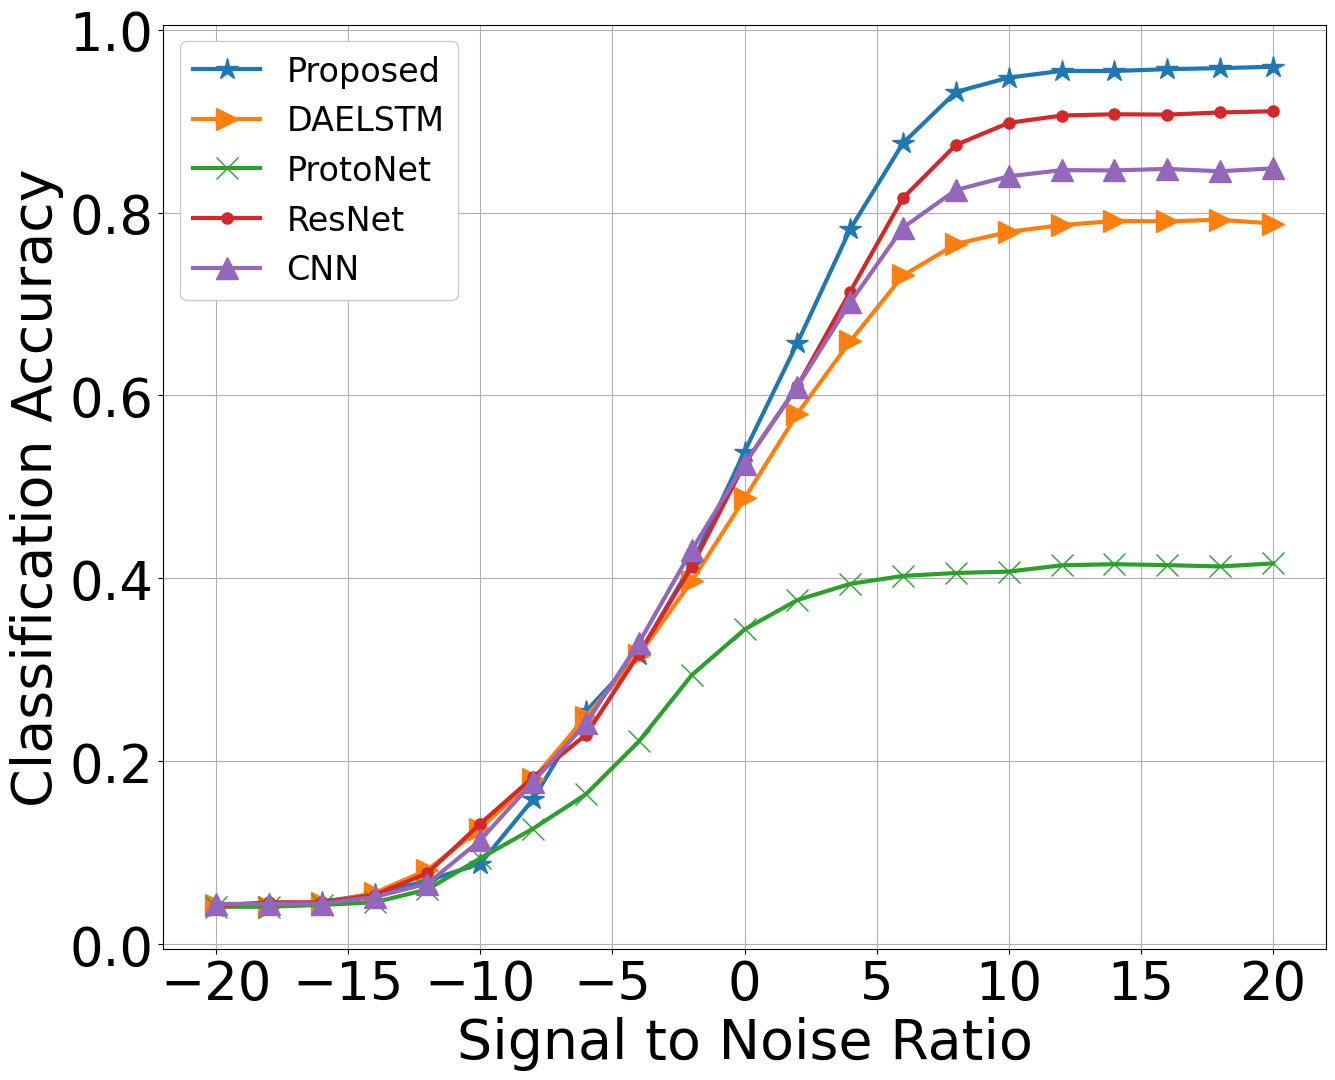 1.0
0.8
0.6
0.4
0.2
0.0
Classification Accuracy
Proposed
DAELSTM
ProtoNet
ResNet
CNN
−20 −15 −10 −5 0 5 10 15 20
Signal to Noise Ratio